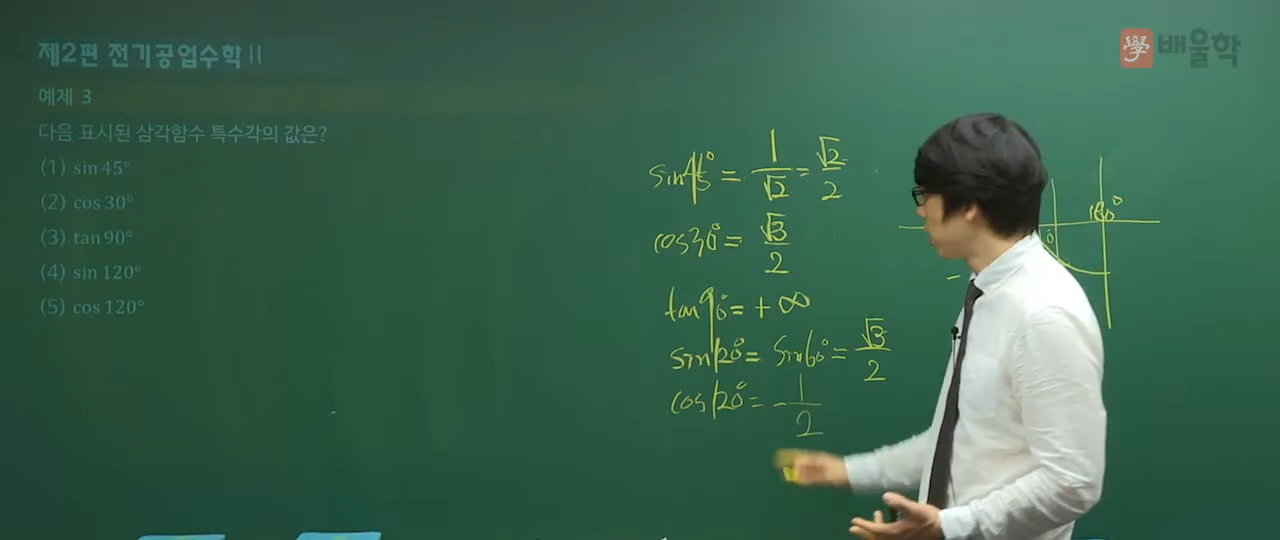 제2편 전기공업수학 II
學 배울학
예제 3
다음 표시된 삼각함수 특수각의 값은?
(1) sin 45°
(2) cos 30°
(3) tan 90°
(4) sin 120°
(5) cos 120°
sin45° = 1/√2 = √2/2
cos30° = √3/2
tan90° = +∞
sin120° = sin60° = √3/2
cos120° = -1/2
180°